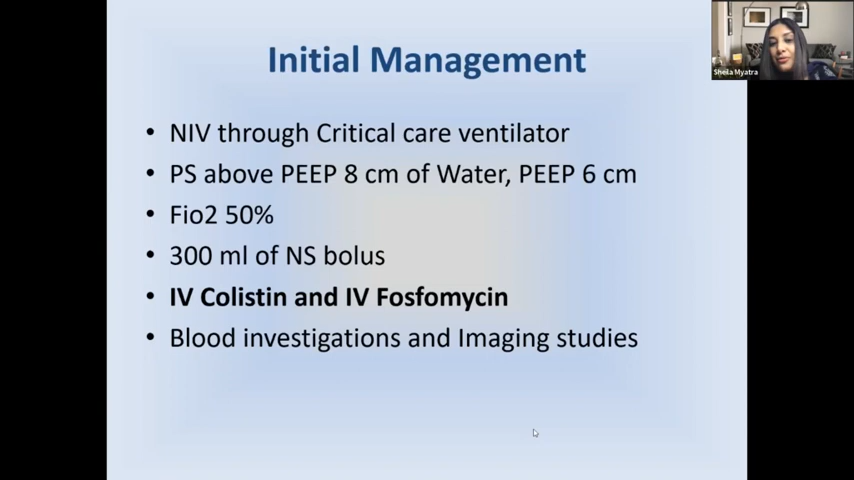 Initial Management
Sheila Myatra
• NIV through Critical care ventilator
• PS above PEEP 8 cm of Water, PEEP 6 cm
• Fio2 50%
• 300 ml of NS bolus
• IV Colistin and IV Fosfomycin
• Blood investigations and Imaging studies